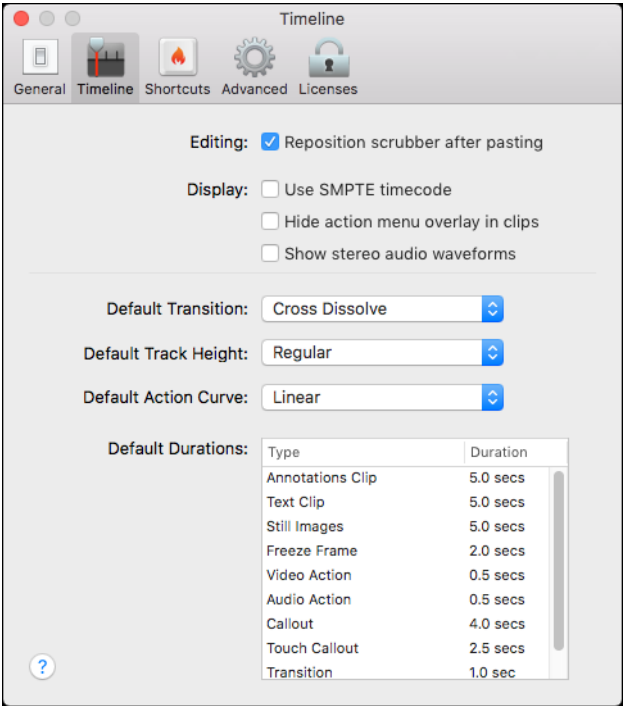 Timeline
General Timeline Shortcuts Advanced Licenses
Editing: Reposition scrubber after pasting
Display: Use SMPTE timecode
Hide action menu overlay in clips
Show stereo audio waveforms
Default Transition: Cross Dissolve
Default Track Height: Regular
Default Action Curve: Linear
Default Durations: Type Duration
Annotations Clip 5.0 secs
Text Clip 5.0 secs
Still Images 5.0 secs
Freeze Frame 2.0 secs
Video Action 0.5 secs
Audio Action 0.5 secs
Callout 4.0 secs
Touch Callout 2.5 secs
Transition 1.0 sec
?